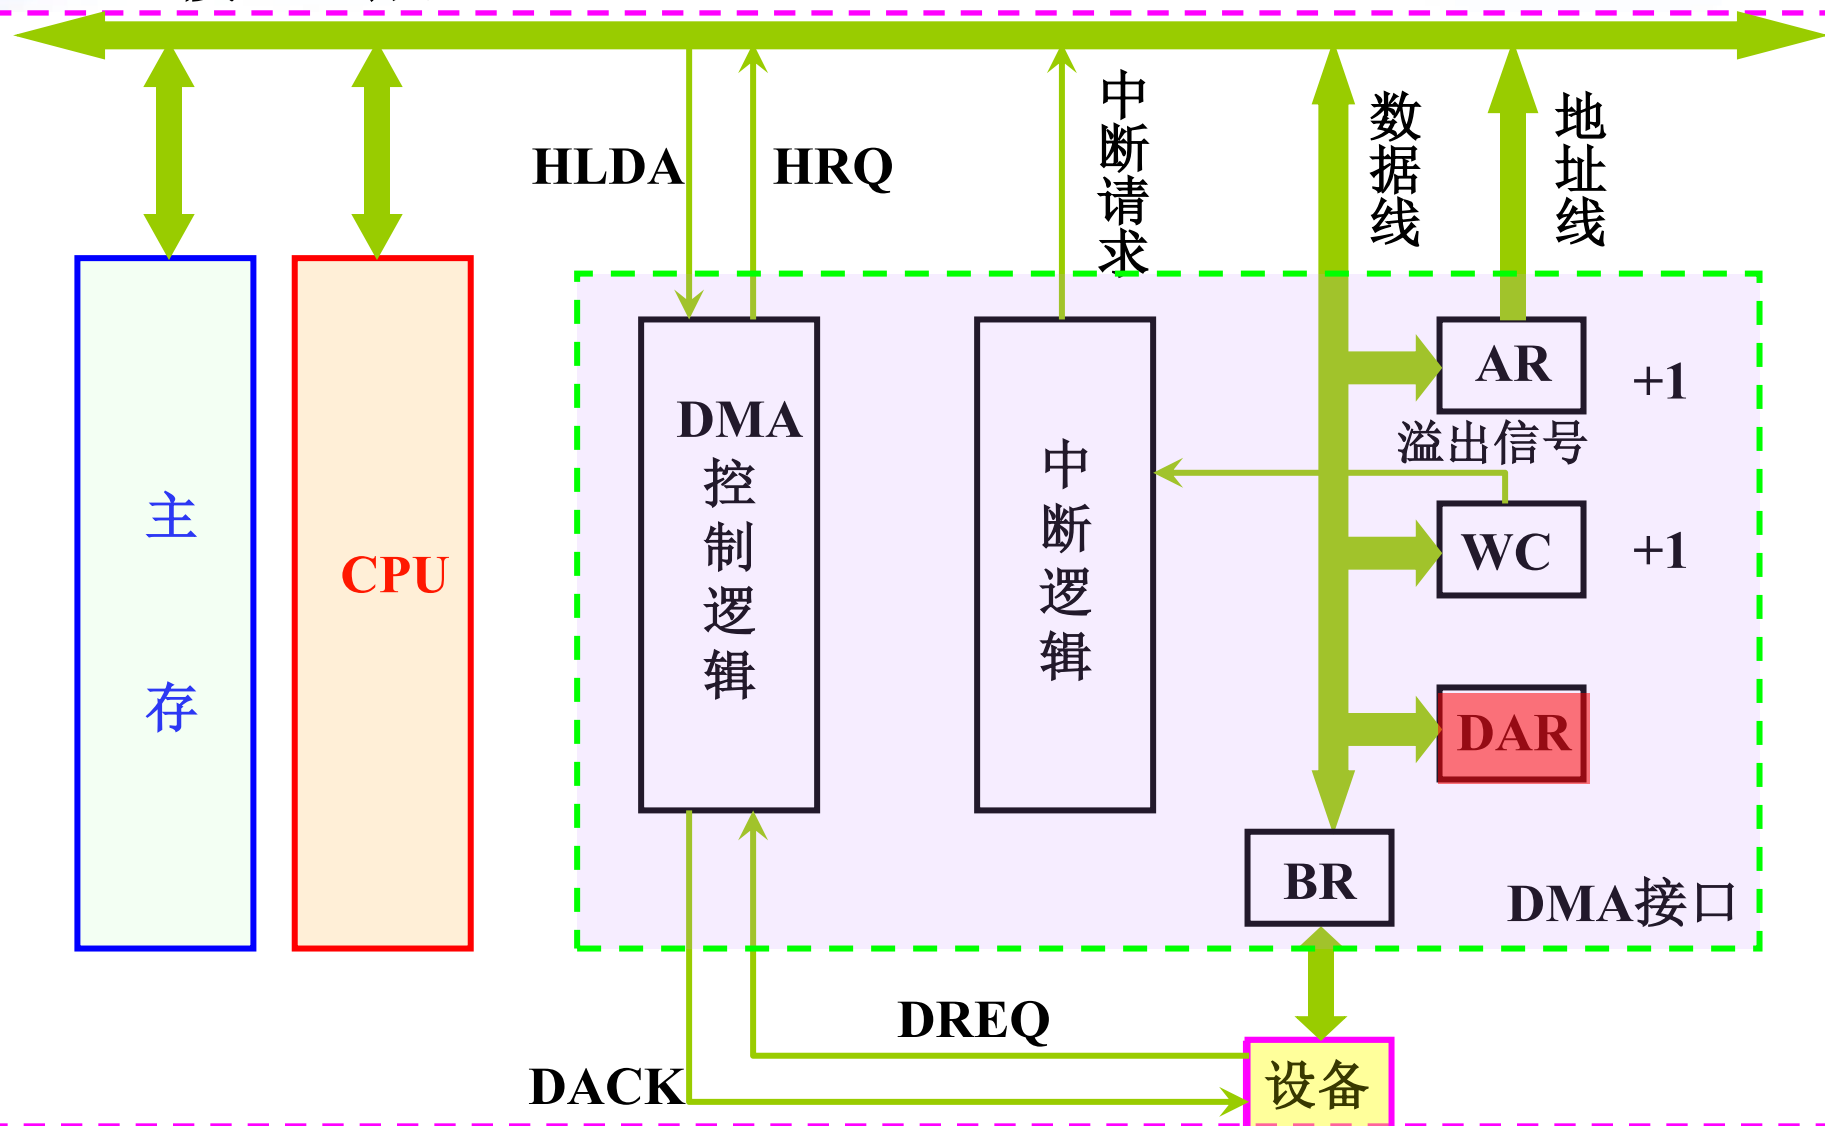 HLDA
HRQ
中断请求
数据线
地址线
主存
CPU
DMA
控制逻辑
中断逻辑
AR
+1
溢出信号
WC
+1
DAR
BR
DMA接口
DREQ
DACK
设备